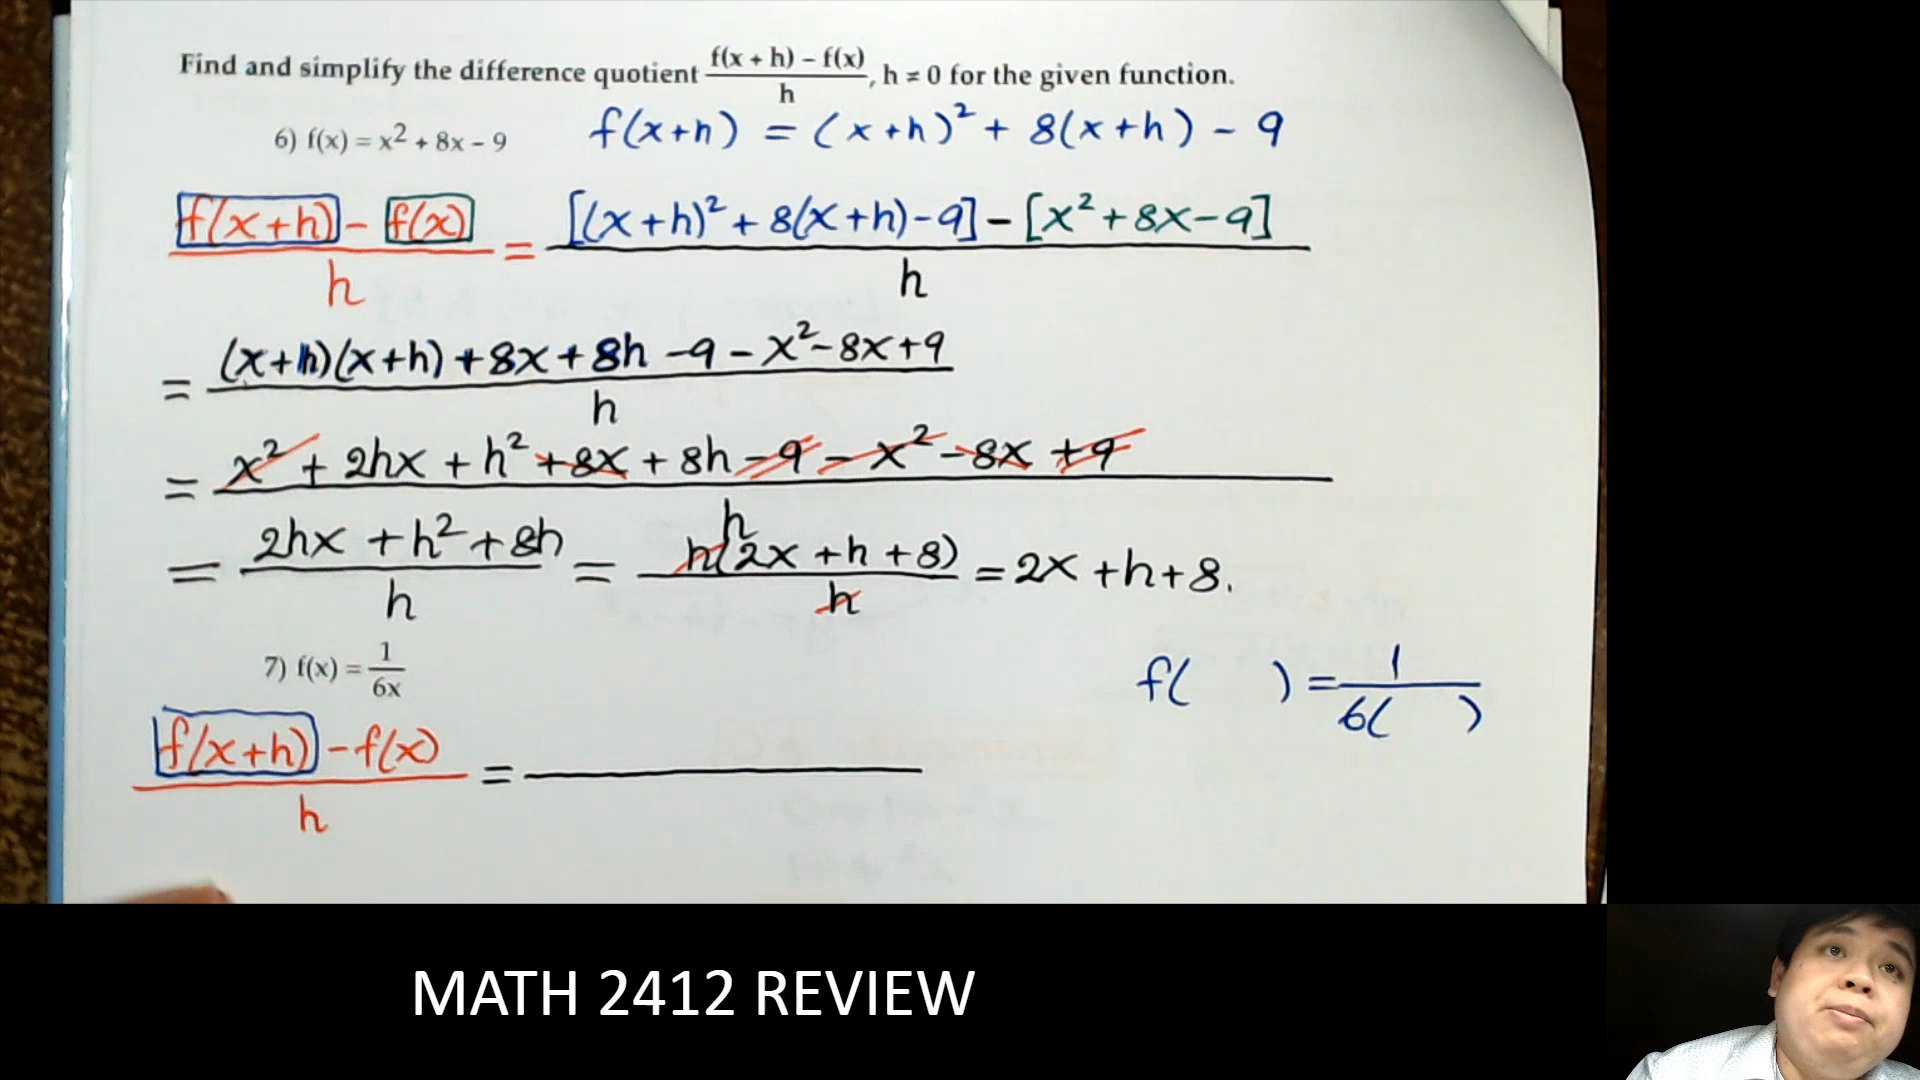 Find and simplify the difference quotient f(x + h) – f(x) / h , h ≠ 0 for the given function.
6) f(x) = x² + 8x – 9
f(x+h) = (x+h)² + 8(x+h) – 9
f(x+h) – f(x) / h = [(x+h)² + 8(x+h) – 9] – [x² + 8x – 9] / h
= (x+h)(x+h) + 8x + 8h – 9 – x² – 8x + 9 / h
= x² + 2hx + h² + 8x + 8h – 9 – x² – 8x + 9 / h
= 2hx + h² + 8h / h = h(2x + h + 8) / h = 2x + h + 8.
7) f(x) = 1 / 6x
f( ) = 1 / 6( )
f(x+h) – f(x) / h =
MATH 2412 REVIEW